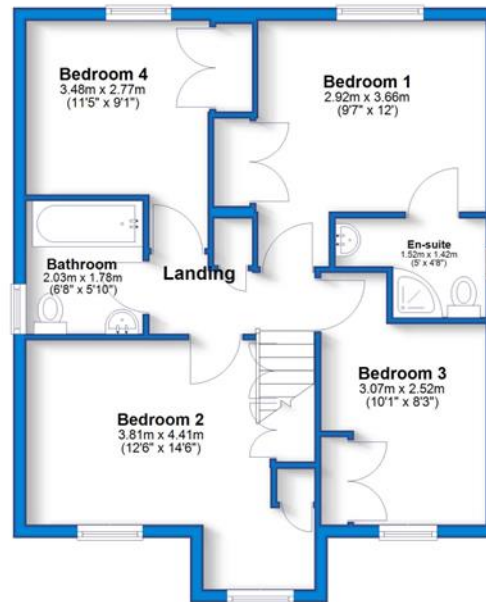 Bedroom 4
3.48m x 2.77m
(11'5" x 9'1")
Bedroom 1
2.92m x 3.66m
(9'7" x 12')
En-suite
1.52m x 1.42m
(5' x 4'8")
Bathroom
2.03m x 1.78m
(6'8" x 5'10")
Landing
Bedroom 3
3.07m x 2.52m
(10'1" x 8'3")
Bedroom 2
3.81m x 4.41m
(12'6" x 14'6")